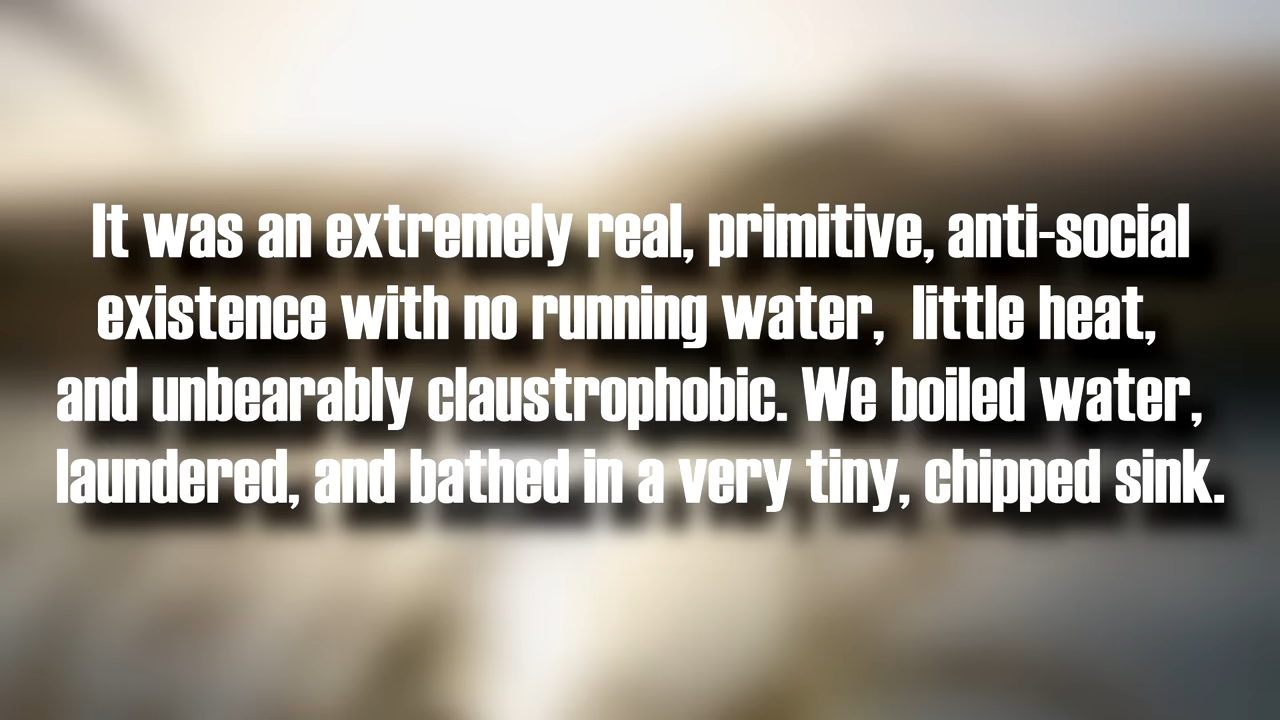 It was an extremely real, primitive, anti-social
existence with no running water,  little heat,
and unbearably claustrophobic. We boiled water,
laundered, and bathed in a very tiny, chipped sink.